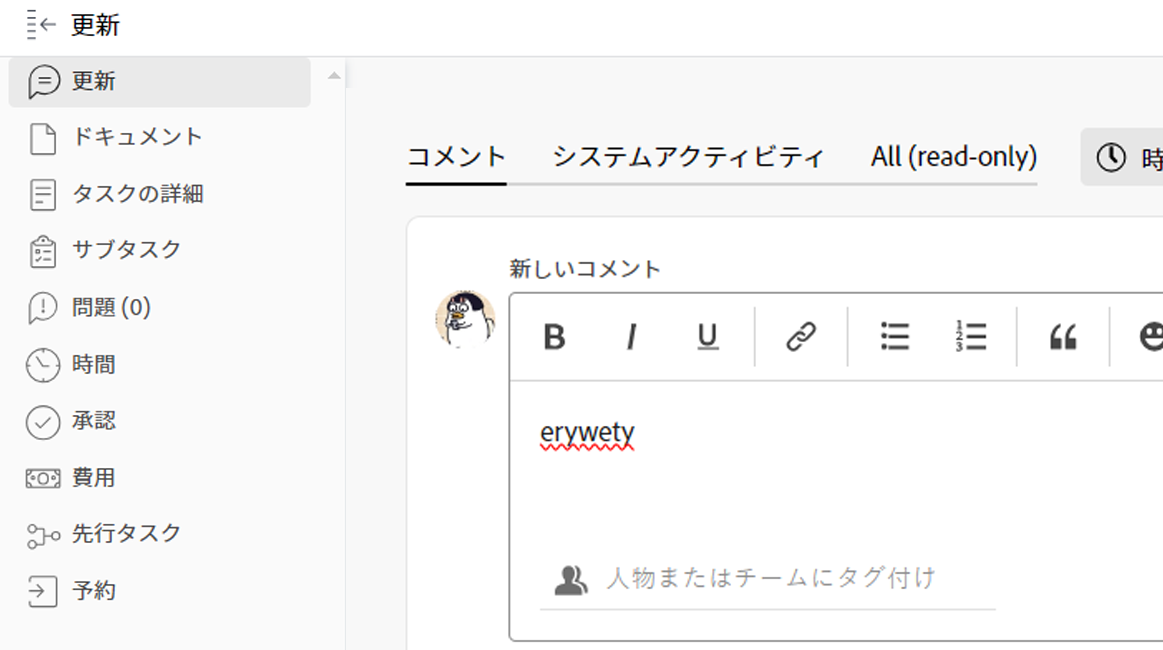 更新
更新
ドキュメント
タスクの詳細
サブタスク
問題 (0)
時間
承認
費用
先行タスク
予約
コメント システムアクティビティ All (read-only) 時
新しいコメント
B I U
erywety
人物またはチームにタグ付け